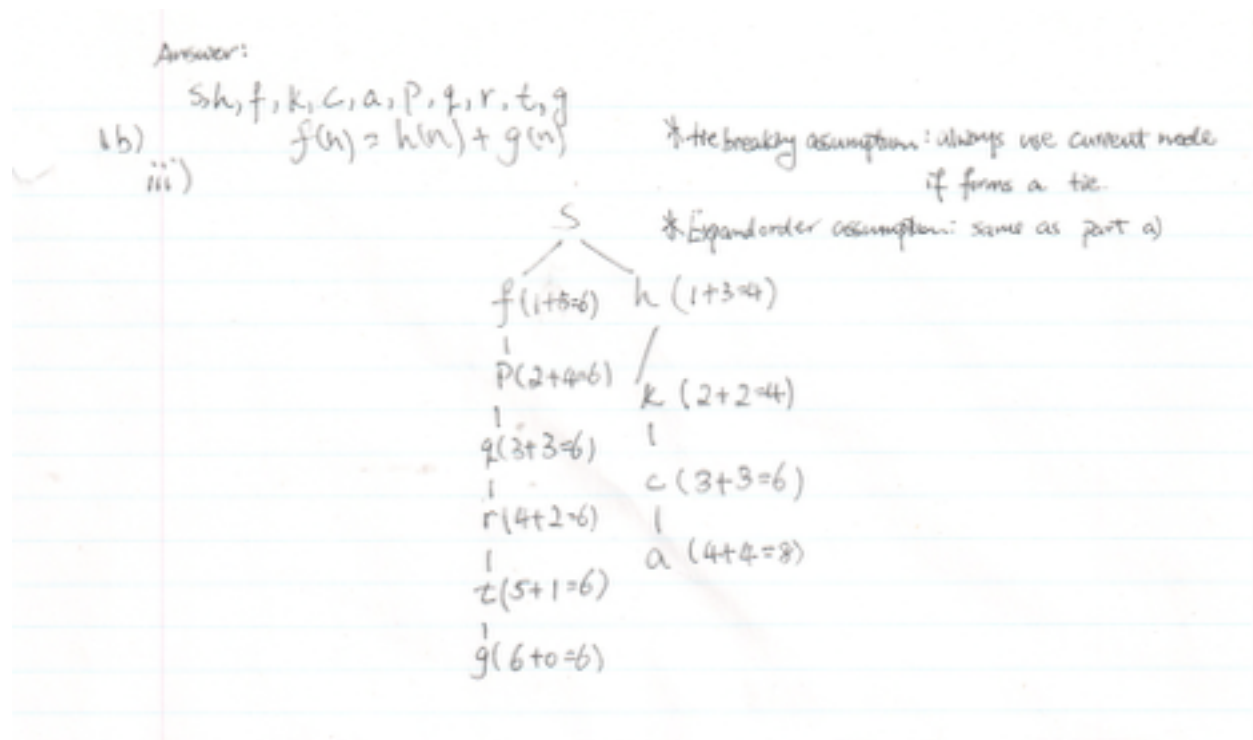 Answer:
S,h,f,k,c,a,p,q,r,t,g
1b)
f(n) = h(n) + g(n)
iii)
* tie breaking assumption: always use current node
if forms a tie.
* Expand order assumption: same as part a)
S
f(1+5=6) h (1+3=4)
p(2+4=6)
k (2+2=4)
q(3+3=6)
c (3+3=6)
r(4+2=6)
a (4+4=8)
t(5+1=6)
g(6+0=6)